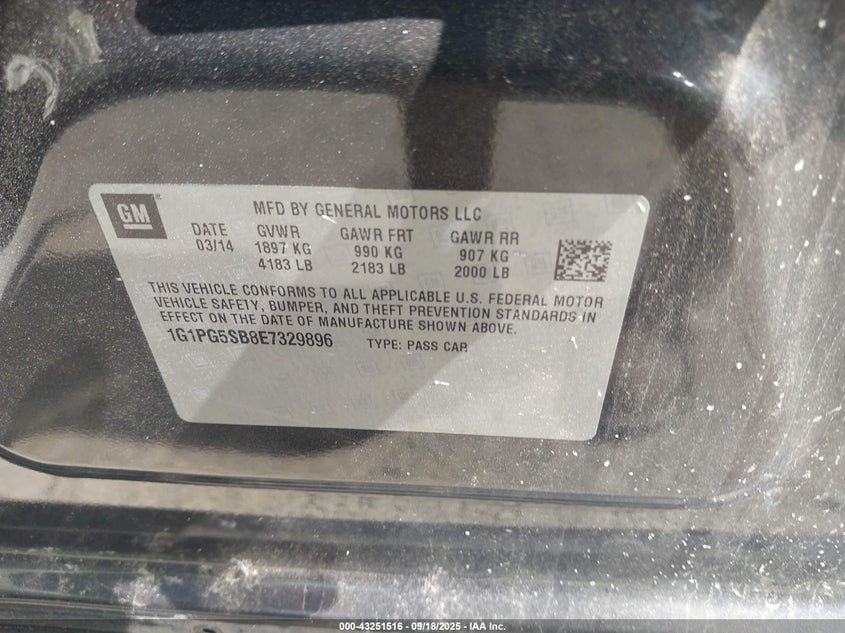 GM
®
MFD BY GENERAL MOTORS LLC
DATE GVWR GAWR FRT GAWR RR
03/14 1897 KG 990 KG 907 KG
4183 LB 2183 LB 2000 LB
THIS VEHICLE CONFORMS TO ALL APPLICABLE U.S. FEDERAL MOTOR
VEHICLE SAFETY, BUMPER, AND THEFT PREVENTION STANDARDS IN
EFFECT ON THE DATE OF MANUFACTURE SHOWN ABOVE.
1G1PG5SB8E7329896 TYPE: PASS CAR
000-43251516 - 09/18/2025 - IAA Inc.